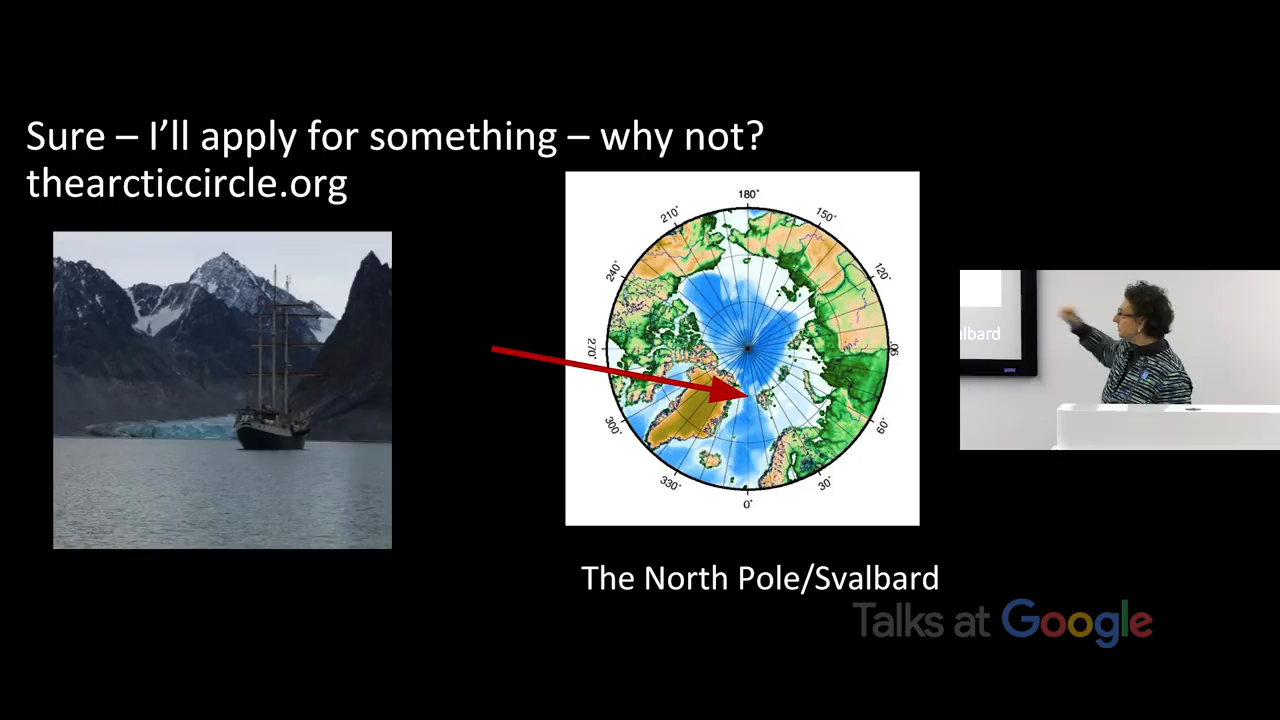 Sure – I'll apply for something – why not?
thearcticcircle.org
180°
210°
150°
240°
120°
270°
90°
300°
60°
330°
30°
0°
lbard
The North Pole/Svalbard
Talks at Google